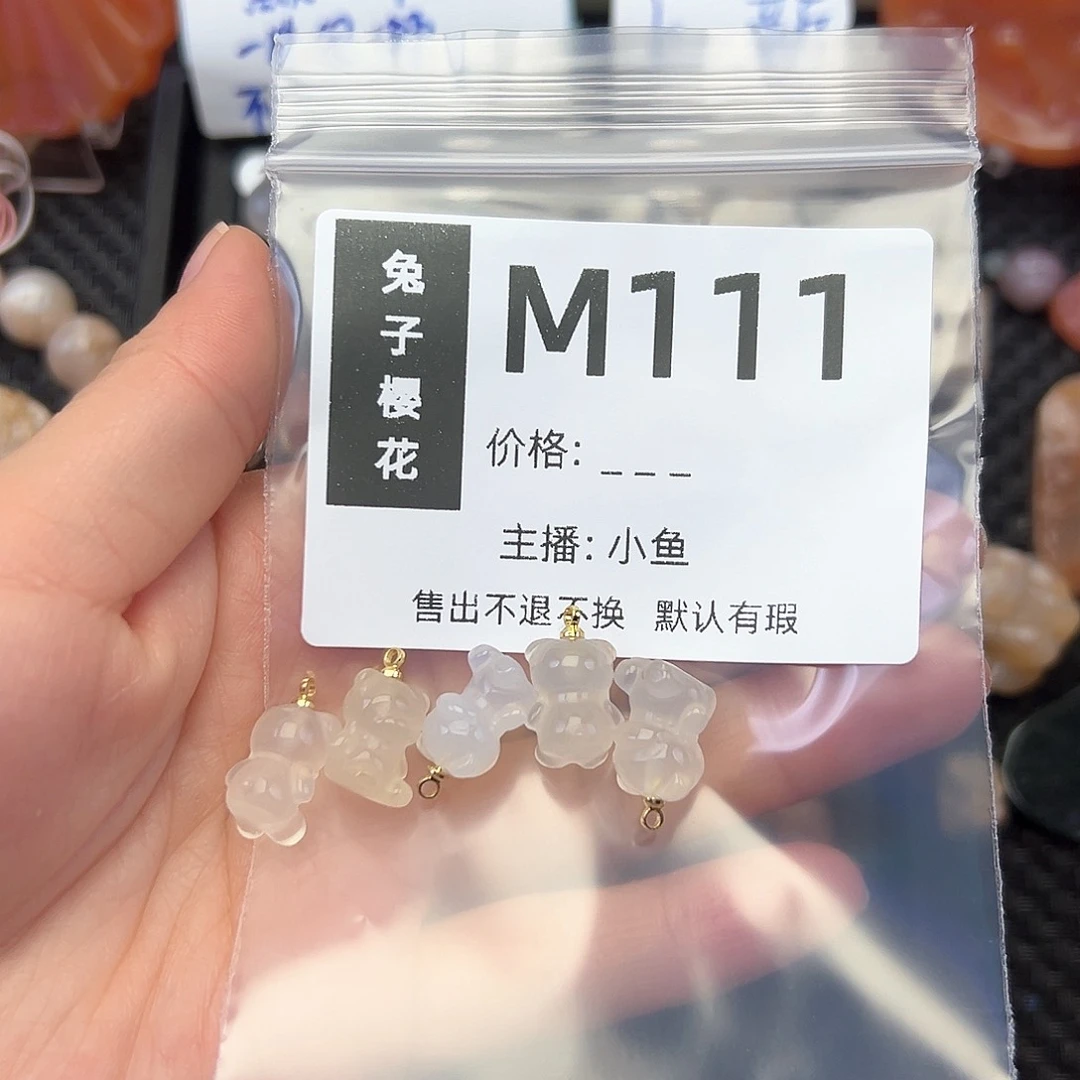 兔子樱花
M111
价格: _ _ _
主播: 小鱼
售出不退不换 默认有瑕